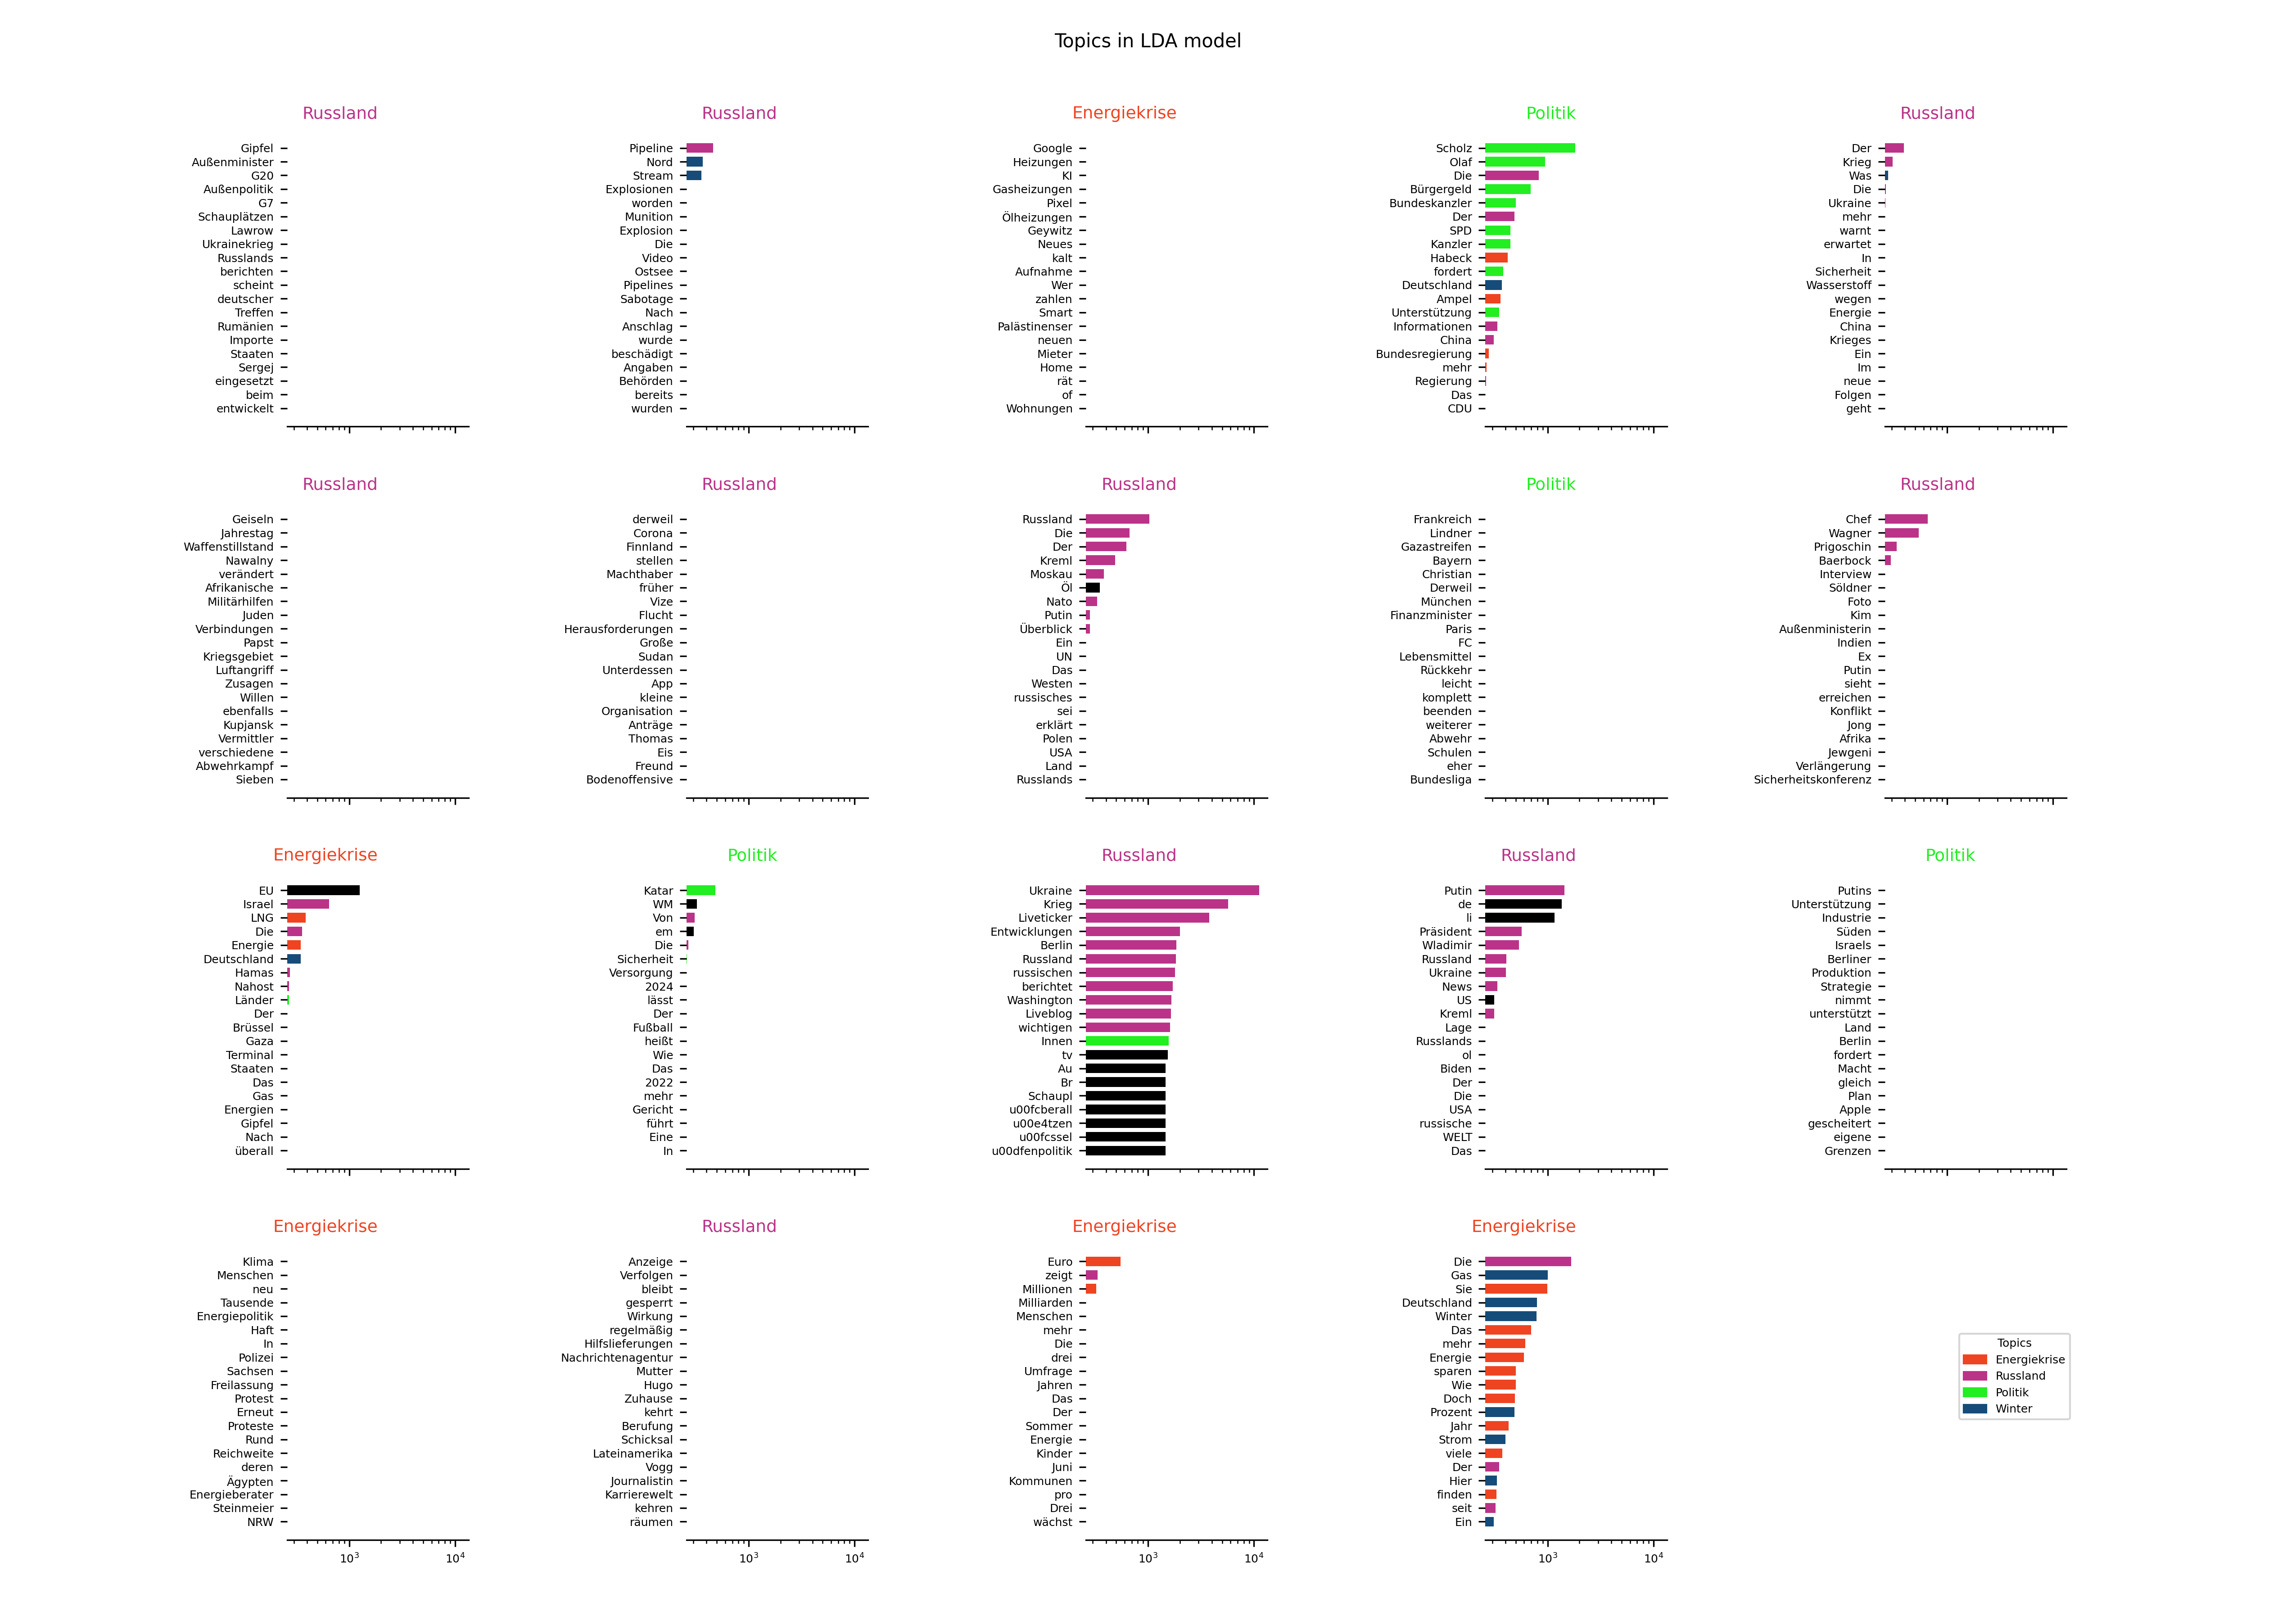 Topics in LDA model
Russland
Gipfel
Außenminister
G20
Außenpolitik
G7
Schauplätzen
Lawrow
Ukrainekrieg
Russlands
berichten
scheint
deutscher
Treffen
Rumänien
Importe
Staaten
Sergej
eingesetzt
beim
entwickelt
Russland
Pipeline
Nord
Stream
Explosionen
worden
Munition
Explosion
Die
Video
Ostsee
Pipelines
Sabotage
Nach
Anschlag
wurde
beschädigt
Angaben
Behörden
bereits
wurden
Energiekrise
Google
Heizungen
KI
Gasheizungen
Pixel
Ölheizungen
Geywitz
Neues
kalt
Aufnahme
Wer
zahlen
Smart
Palästinenser
neuen
Mieter
Home
rät
of
Wohnungen
Politik
Scholz
Olaf
Die
Bürgergeld
Bundeskanzler
Der
SPD
Kanzler
Habeck
fordert
Deutschland
Ampel
Unterstützung
Informationen
China
Bundesregierung
mehr
Regierung
Das
CDU
Russland
Der
Krieg
Was
Die
Ukraine
mehr
warnt
erwartet
In
Sicherheit
Wasserstoff
wegen
Energie
China
Krieges
Ein
Im
neue
Folgen
geht
Russland
Geiseln
Jahrestag
Waffenstillstand
Nawalny
verändert
Afrikanische
Militärhilfen
Juden
Verbindungen
Papst
Kriegsgebiet
Luftangriff
Zusagen
Willen
ebenfalls
Kupjansk
Vermittler
verschiedene
Abwehrkampf
Sieben
Russland
derweil
Corona
Finnland
stellen
Machthaber
früher
Vize
Flucht
Herausforderungen
Große
Sudan
Unterdessen
App
kleine
Organisation
Anträge
Thomas
Eis
Freund
Bodenoffensive
Russland
Russland
Die
Der
Kreml
Moskau
Öl
Nato
Putin
Überblick
Ein
UN
Das
Westen
russisches
sei
erklärt
Polen
USA
Land
Russlands
Politik
Frankreich
Lindner
Gazastreifen
Bayern
Christian
Derweil
München
Finanzminister
Paris
FC
Lebensmittel
Rückkehr
leicht
komplett
beenden
weiterer
Abwehr
Schulen
eher
Bundesliga
Russland
Chef
Wagner
Prigoschin
Baerbock
Interview
Söldner
Foto
Kim
Außenministerin
Indien
Ex
Putin
sieht
erreichen
Konflikt
Jong
Afrika
Jewgeni
Verlängerung
Sicherheitskonferenz
Energiekrise
EU
Israel
LNG
Die
Energie
Deutschland
Hamas
Nahost
Länder
Der
Brüssel
Gaza
Terminal
Staaten
Das
Gas
Energien
Gipfel
Nach
überall
Politik
Katar
WM
Von
em
Die
Sicherheit
Versorgung
2024
lässt
Der
Fußball
heißt
Wie
Das
2022
mehr
Gericht
führt
Eine
In
Russland
Ukraine
Krieg
Liveticker
Entwicklungen
Berlin
Russland
russischen
berichtet
Washington
Liveblog
wichtigen
Innen
tv
Au
Br
Schaupl
u00fcberall
u00e4tzen
u00fcssel
u00dfenpolitik
Russland
Putin
de
li
Präsident
Wladimir
Russland
Ukraine
News
US
Kreml
Lage
Russlands
ol
Biden
Der
Die
USA
russische
WELT
Das
Politik
Putins
Unterstützung
Industrie
Süden
Israels
Berliner
Produktion
Strategie
nimmt
unterstützt
Land
Berlin
fordert
Macht
gleich
Plan
Apple
gescheitert
eigene
Grenzen
Energiekrise
Klima
Menschen
neu
Tausende
Energiepolitik
Haft
In
Polizei
Sachsen
Freilassung
Protest
Erneut
Proteste
Rund
Reichweite
deren
Ägypten
Energieberater
Steinmeier
NRW
10³ 10⁴
Russland
Anzeige
Verfolgen
bleibt
gesperrt
Wirkung
regelmäßig
Hilfslieferungen
Nachrichtenagentur
Mutter
Hugo
Zuhause
kehrt
Berufung
Schicksal
Lateinamerika
Vogg
Journalistin
Karrierewelt
kehren
räumen
10³ 10⁴
Energiekrise
Euro
zeigt
Millionen
Milliarden
Menschen
mehr
Die
drei
Umfrage
Jahren
Das
Der
Sommer
Energie
Kinder
Juni
Kommunen
pro
Drei
wächst
10³ 10⁴
Energiekrise
Die
Gas
Sie
Deutschland
Winter
Das
mehr
Energie
sparen
Wie
Doch
Prozent
Jahr
Strom
viele
Der
Hier
finden
seit
Ein
10³ 10⁴
Topics
Energiekrise
Russland
Politik
Winter